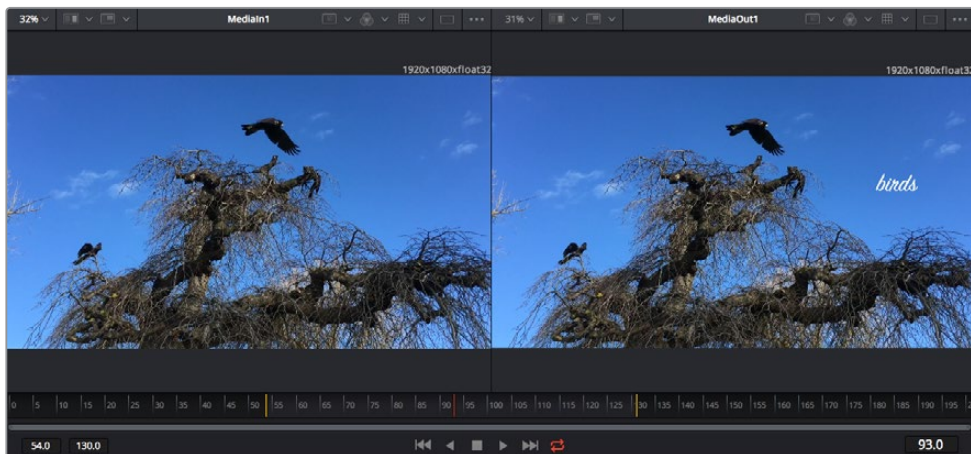 32% MediaIn1 31% MediaOut1
1920x1080xfloat32 1920x1080xfloat32
birds
0 5 10 15 20 25 30 35 40 45 50 55 60 65 70 75 80 85 90 95 100 105 110 115 120 125 130 135 140 145 150 155 160 165 170 175 180 185 190 195
54.0 130.0 93.0